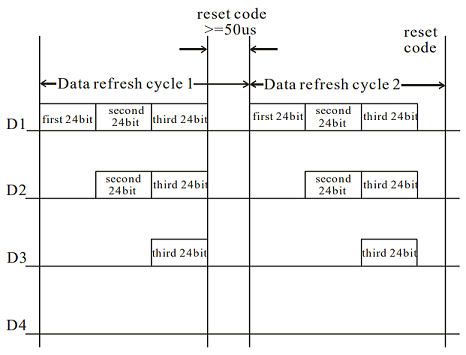 reset code
>=50us
reset
code
Data refresh cycle 1
Data refresh cycle 2
D1
first 24bit
second
24bit
third 24bit
first 24bit
second
24bit
third 24bit
D2
second
24bit
third 24bit
second
24bit
third 24bit
D3
third 24bit
third 24bit
D4